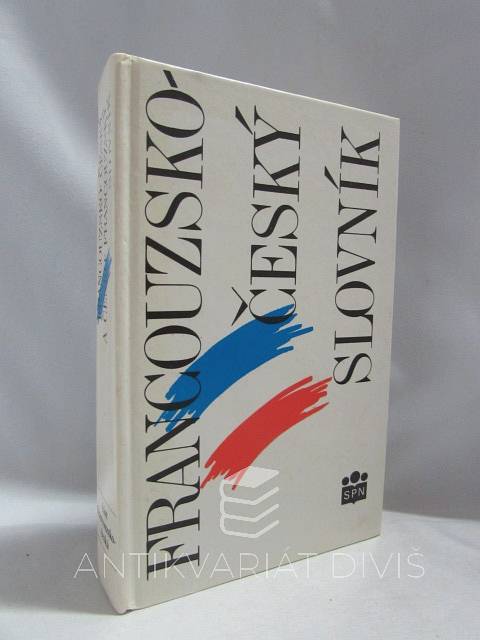 FRANCOUZSKO-
ČESKÝ
SLOVNÍK
SPN
ANTIKVARIÁT DIVIŠ